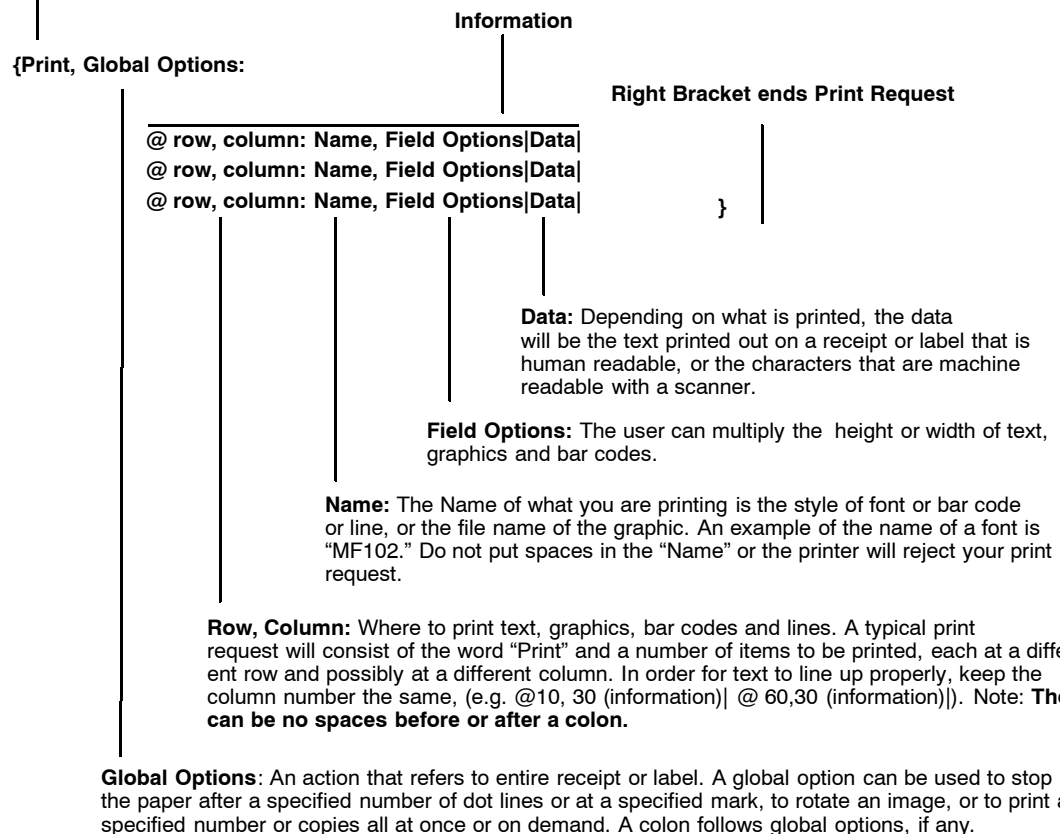 Information
{Print, Global Options:
Right Bracket ends Print Request
@ row, column: Name, Field Options|Data|
@ row, column: Name, Field Options|Data|
@ row, column: Name, Field Options|Data|
}
Data: Depending on what is printed, the data
will be the text printed out on a receipt or label that is
human readable, or the characters that are machine
readable with a scanner.
Field Options: The user can multiply the height or width of text,
graphics and bar codes.
Name: The Name of what you are printing is the style of font or bar code
or line, or the file name of the graphic. An example of the name of a font is
“MF102.” Do not put spaces in the “Name” or the printer will reject your print
request.
Row, Column: Where to print text, graphics, bar codes and lines. A typical print
request will consist of the word “Print” and a number of items to be printed, each at a diffe
ent row and possibly at a different column. In order for text to line up properly, keep the
column number the same, (e.g. @10, 30 (information)| @ 60,30 (information)|). Note: The
can be no spaces before or after a colon.
Global Options: An action that refers to entire receipt or label. A global option can be used to stop
the paper after a specified number of dot lines or at a specified mark, to rotate an image, or to print a
specified number or copies all at once or on demand. A colon follows global options, if any.